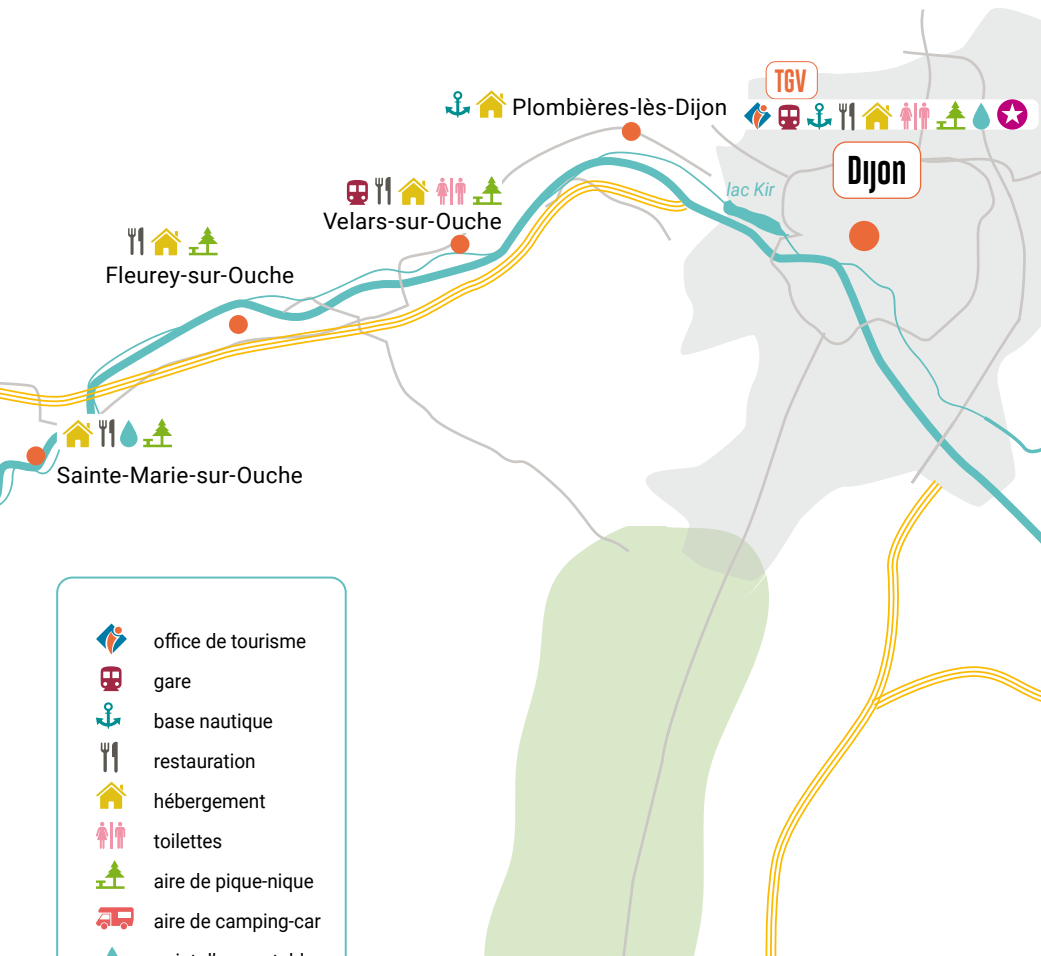 TGV
Plombières-lès-Dijon
Dijon
lac Kir
Velars-sur-Ouche
Fleurey-sur-Ouche
Sainte-Marie-sur-Ouche
office de tourisme
gare
base nautique
restauration
hébergement
toilettes
aire de pique-nique
aire de camping-car